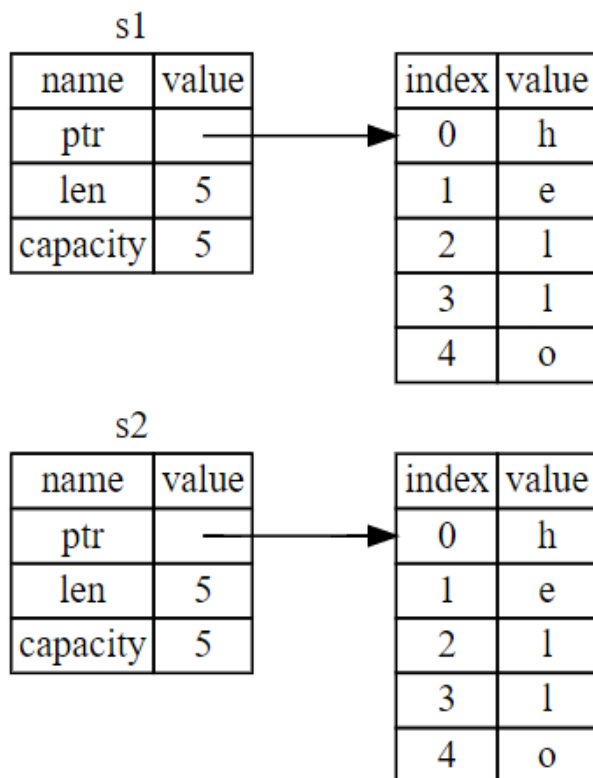 s1
name value
ptr
len 5
capacity 5
index value
0 h
1 e
2 l
3 l
4 o
s2
name value
ptr
len 5
capacity 5
index value
0 h
1 e
2 l
3 l
4 o